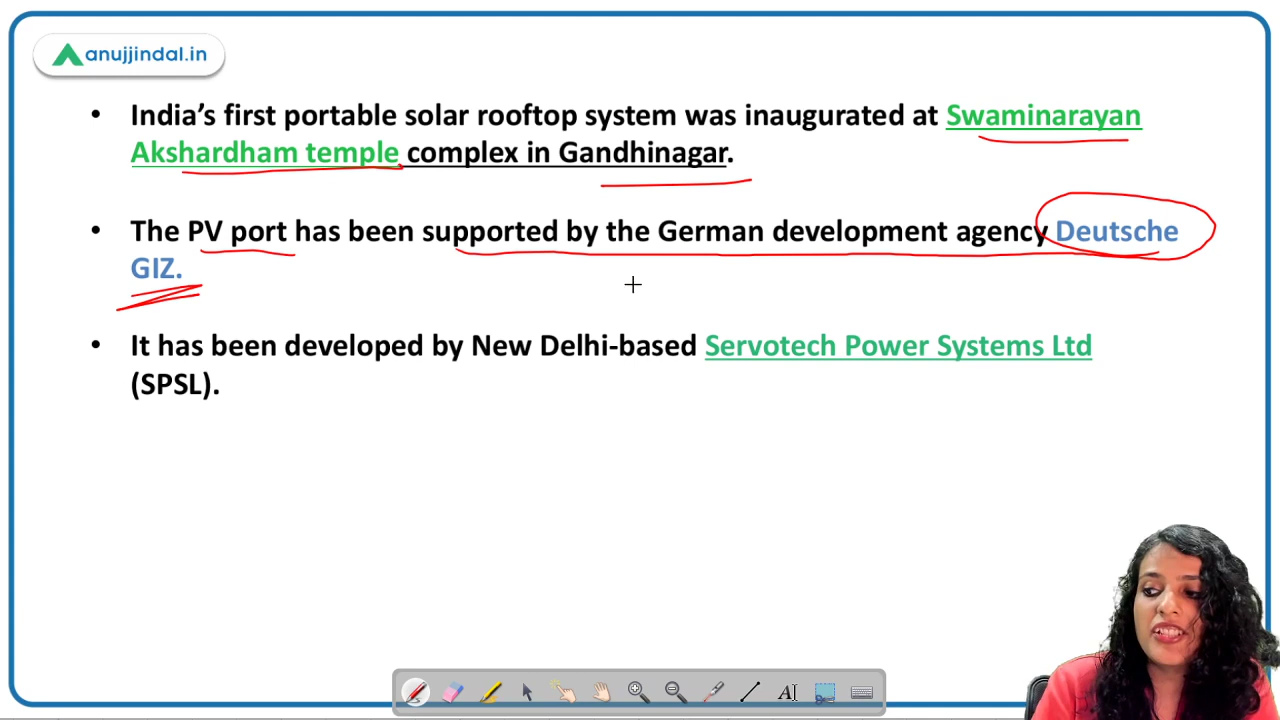 anujjindal.in
• India’s first portable solar rooftop system was inaugurated at Swaminarayan
Akshardham temple complex in Gandhinagar.
• The PV port has been supported by the German development agency Deutsche
GIZ.
• It has been developed by New Delhi-based Servotech Power Systems Ltd
(SPSL).
A